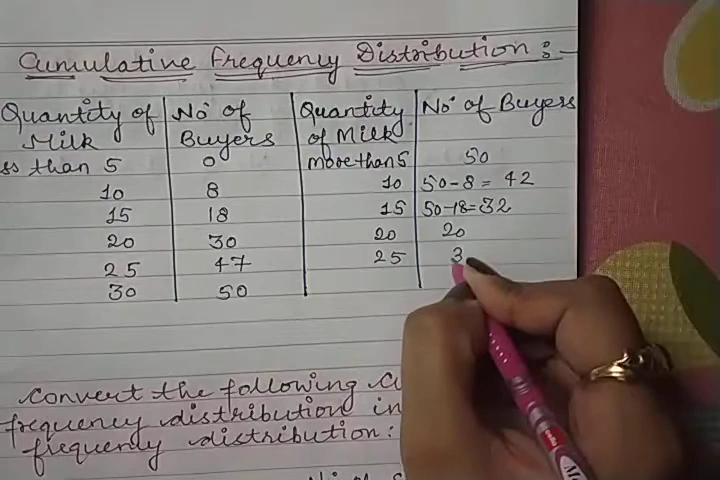 Cumulative Frequency Distribution :-
Quantity of Milk | No of Buyers | Quantity of Milk | No of Buyers
ss than 5 | 0 | more than 5 | 50
10 | 8 | 10 | 50-8 = 42
15 | 18 | 15 | 50-18=32
20 | 30 | 20 | 20
25 | 47 | 25 | 3
30 | 50
Convert the following Cu
frequency distribution in
frequency distribution: